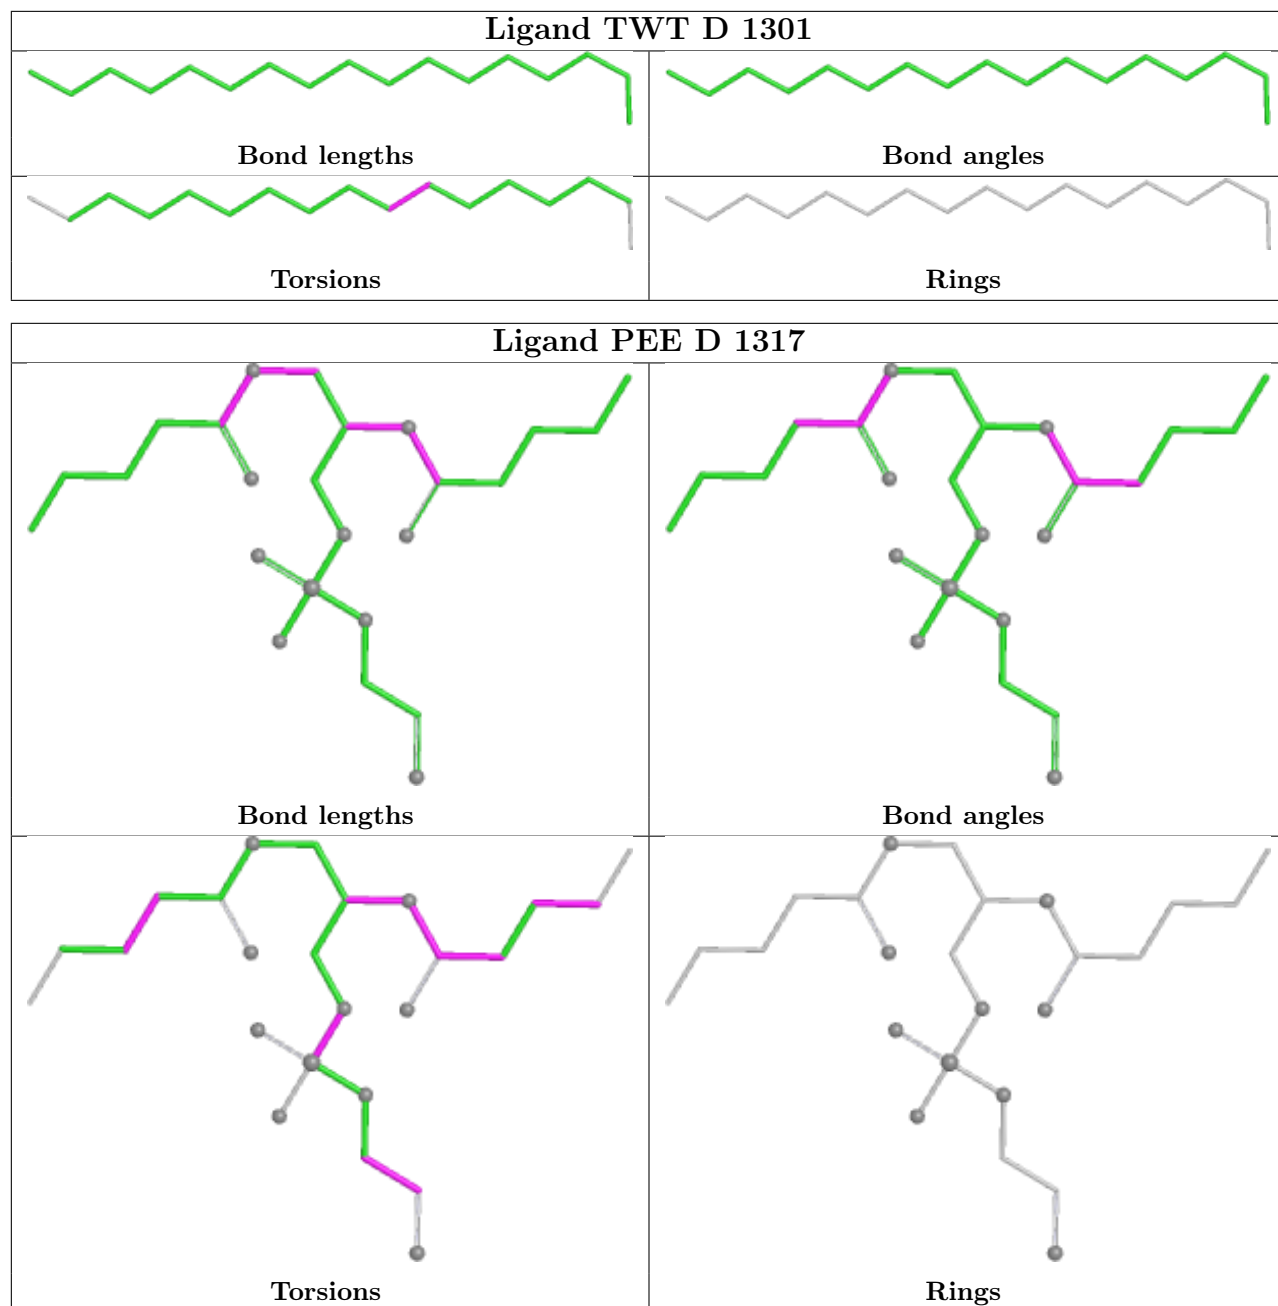 Ligand TWT D 1301
Bond lengths
Bond angles
Torsions
Rings
Ligand PEE D 1317
Bond lengths
Bond angles
Torsions
Rings